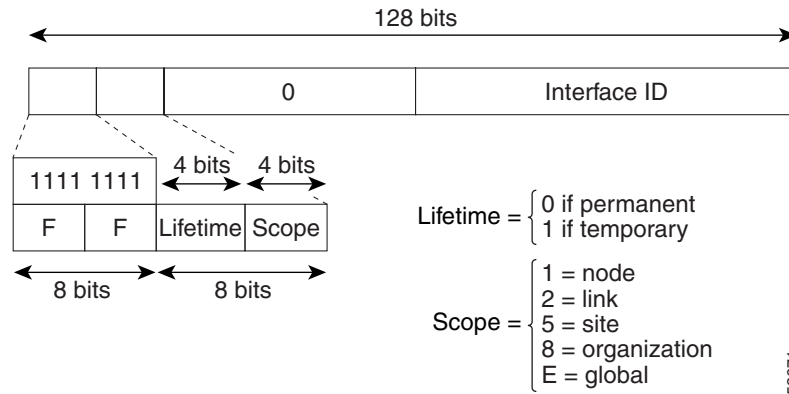 128 bits
0
Interface ID
4 bits
4 bits
1111 1111
F
F
Lifetime
Scope
8 bits
8 bits
Lifetime =
0 if permanent
1 if temporary
Scope =
1 = node
2 = link
5 = site
8 = organization
E = global